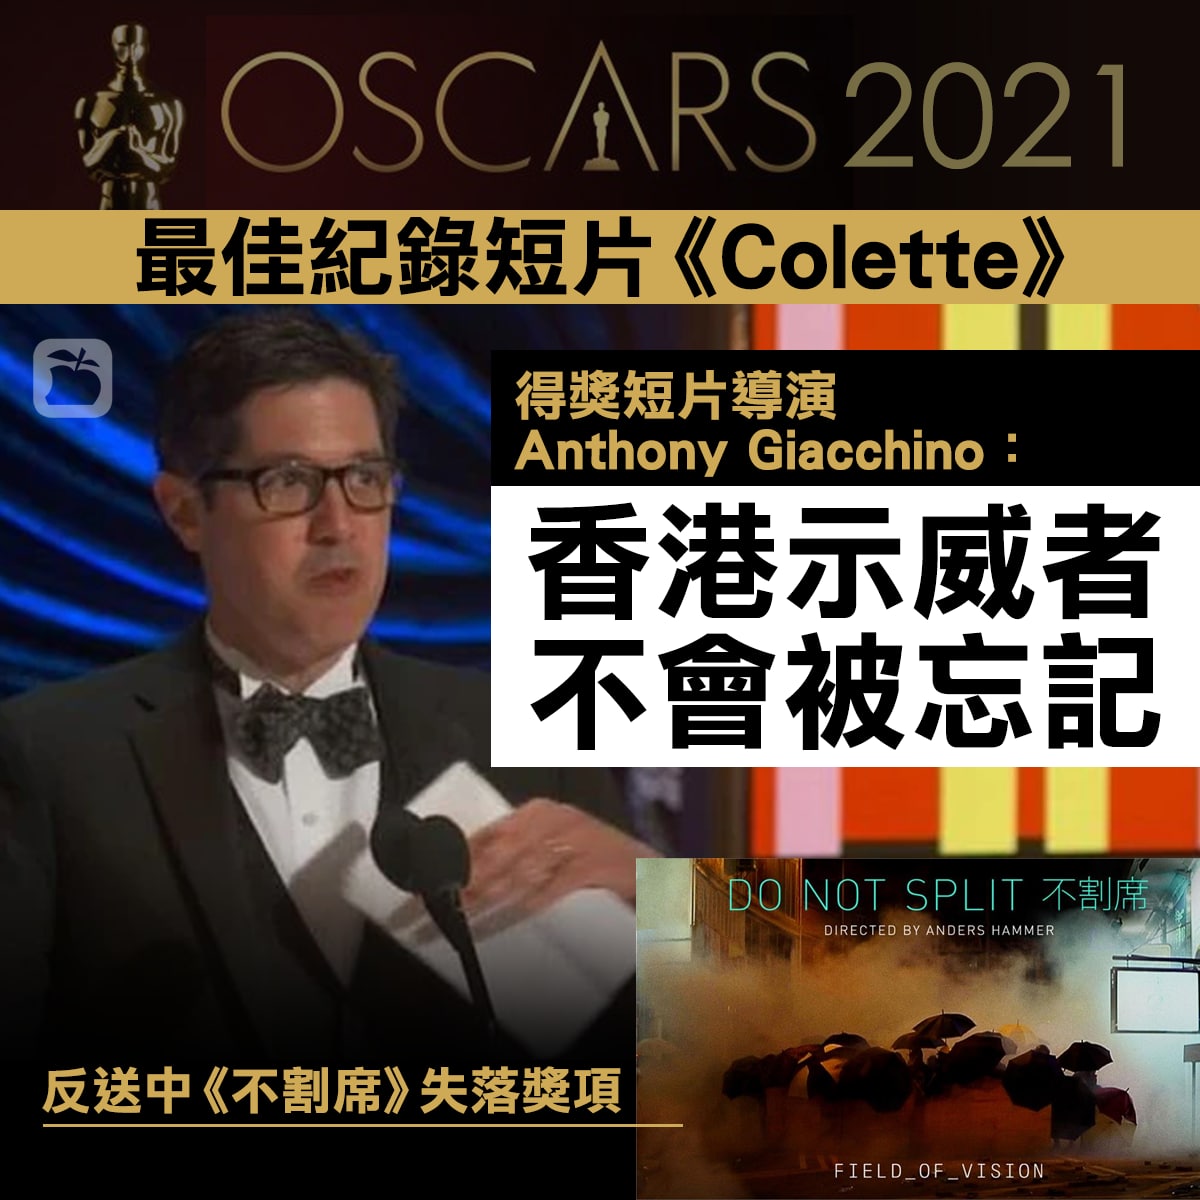 OSCARS 2021
最佳紀錄短片《Colette》
得獎短片導演
Anthony Giacchino：
香港示威者
不會被忘記
DO NOT SPLIT 不割席
DIRECTED BY ANDERS HAMMER
反送中《不割席》失落獎項
FIELD_OF_VISION